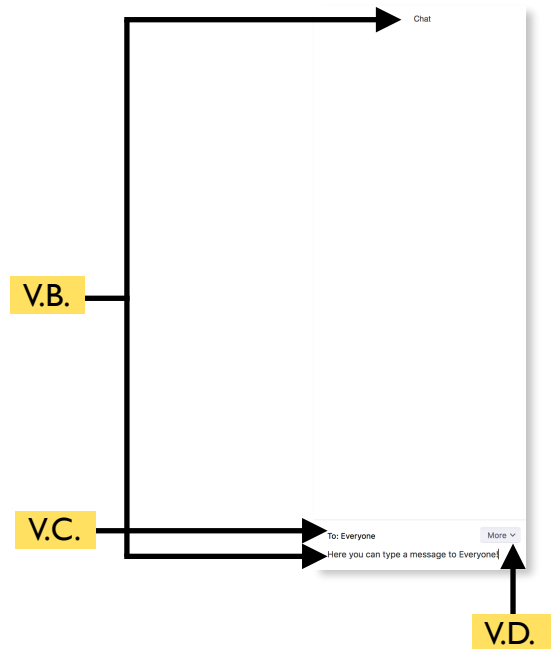 Chat
V.B.
V.C.
To: Everyone
More
Here you can type a message to Everyone!
V.D.